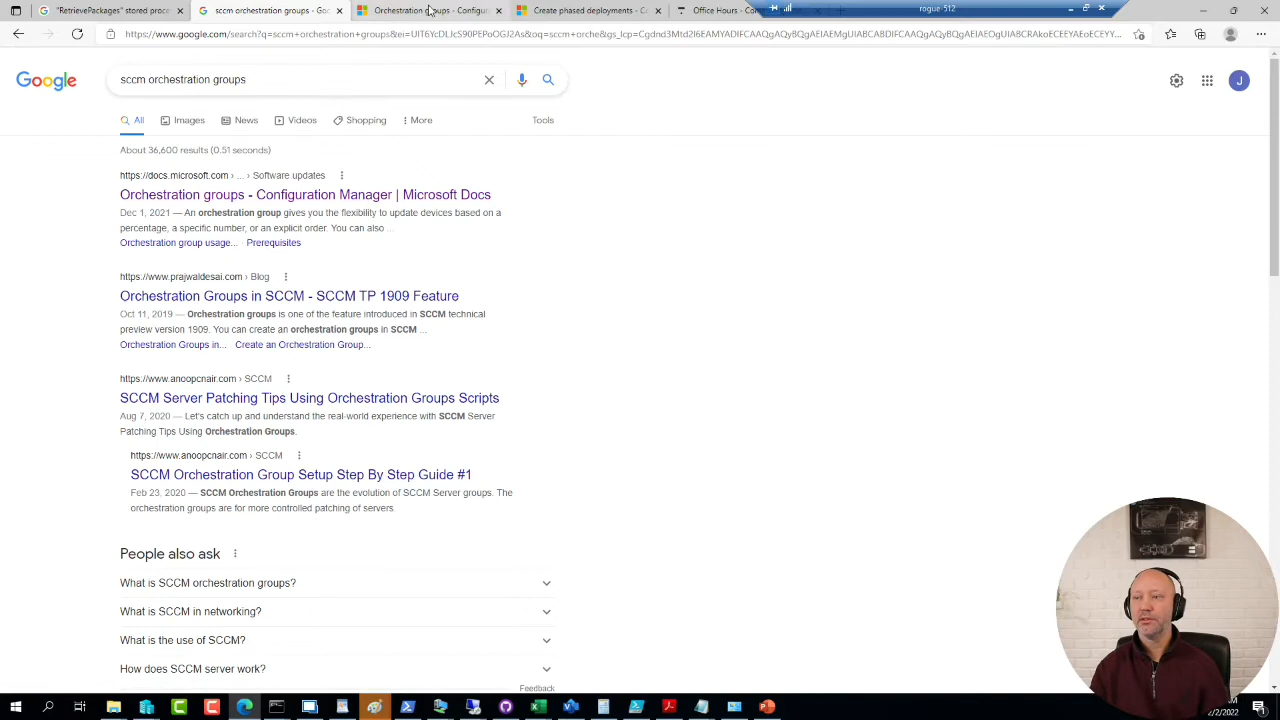 "RetrievePackages" stored proce
sccm orchestration groups - Goo
Orchestration groups - Configur
Create phased deployments - C
Office Hours - Con
rogue-512
https://www.google.com/search?q=sccm+orchestration+groups&ei=
Google
sccm orchestration groups
J
All
Images
News
Videos
Shopping
More
Tools
About 36,600 results (0.51 seconds)
https://docs.microsoft.com › ... › Software updates
Orchestration groups - Configuration Manager | Microsoft Docs
Dec 1, 2021 — An orchestration group gives you the flexibility to update devices based on a
percentage, a specific number, or an explicit order. You can also ...
Orchestration group usage... · Prerequisites
https://www.prajwaldesai.com › Blog
Orchestration Groups in SCCM - SCCM TP 1909 Feature
Oct 11, 2019 — Orchestration groups is one of the feature introduced in SCCM technical
preview version 1909. You can create an orchestration groups in SCCM ...
Orchestration Groups in... Create an Orchestration Group...
https://www.anoopcnair.com › SCCM
SCCM Server Patching Tips Using Orchestration Groups Scripts
Aug 7, 2020 — Let's catch up and understand the real-world experience with SCCM Server
Patching Tips Using Orchestration Groups.
https://www.anoopcnair.com › SCCM
SCCM Orchestration Group Setup Step By Step Guide #1
Feb 23, 2020 — SCCM Orchestration Groups are the evolution of SCCM Server groups. The
orchestration groups are for more controlled patching of servers.
People also ask
What is SCCM orchestration groups?
What is SCCM in networking?
What is the use of SCCM?
How does SCCM server work?
Feedback
2/2/2022